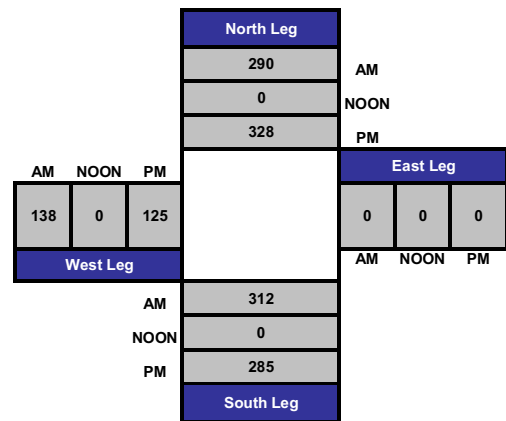 North Leg
290 AM
0 NOON
328 PM
East Leg
AM NOON PM
138 0 125
0 0 0
West Leg
AM NOON PM
AM 312
NOON 0
PM 285
South Leg